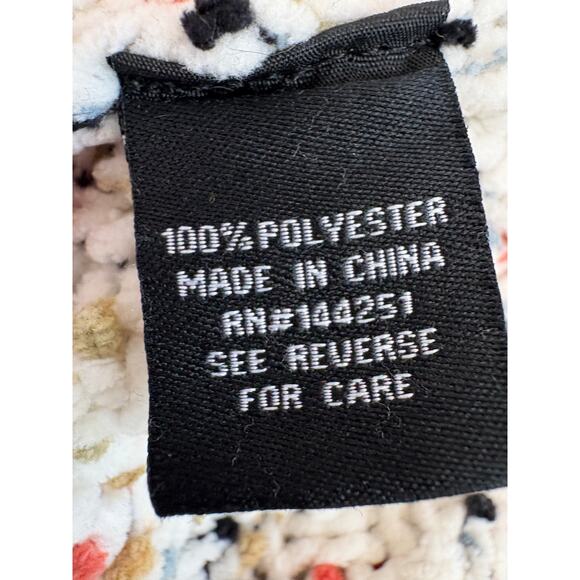 100% POLYESTER
MADE IN CHINA
RN#144251
SEE REVERSE
FOR CARE